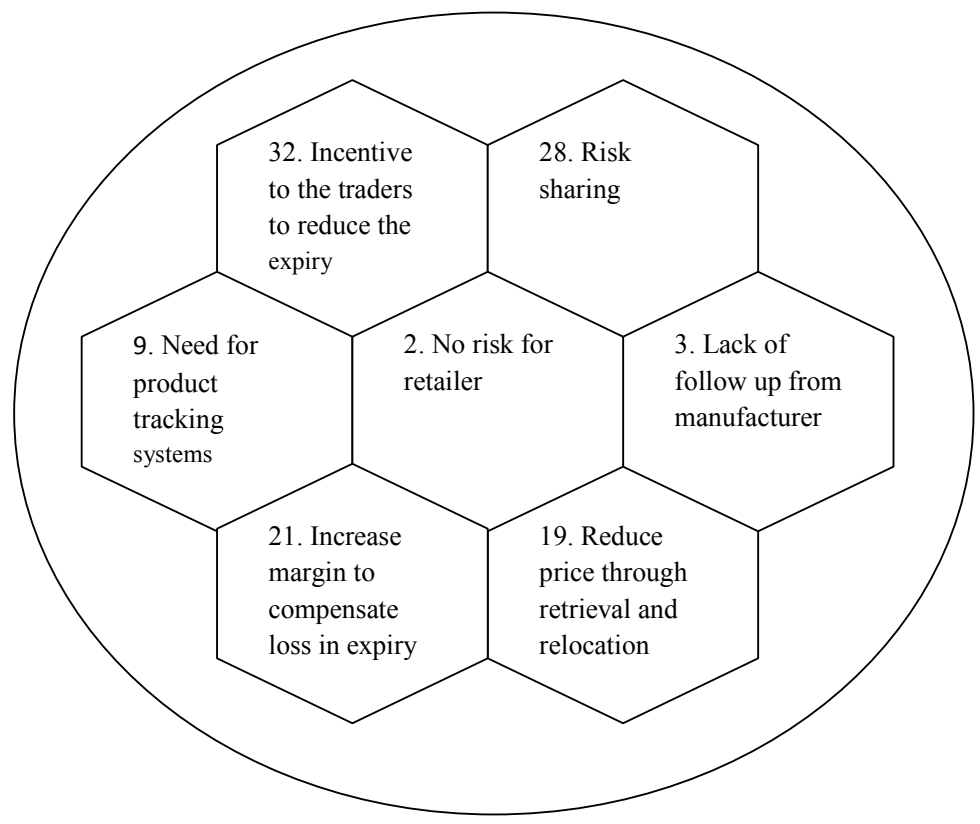 32. Incentive
to the traders
to reduce the
expiry
28. Risk
sharing
9. Need for
product
tracking
systems
2. No risk for
retailer
3. Lack of
follow up from
manufacturer
21. Increase
margin to
compensate
loss in expiry
19. Reduce
price through
retrieval and
relocation